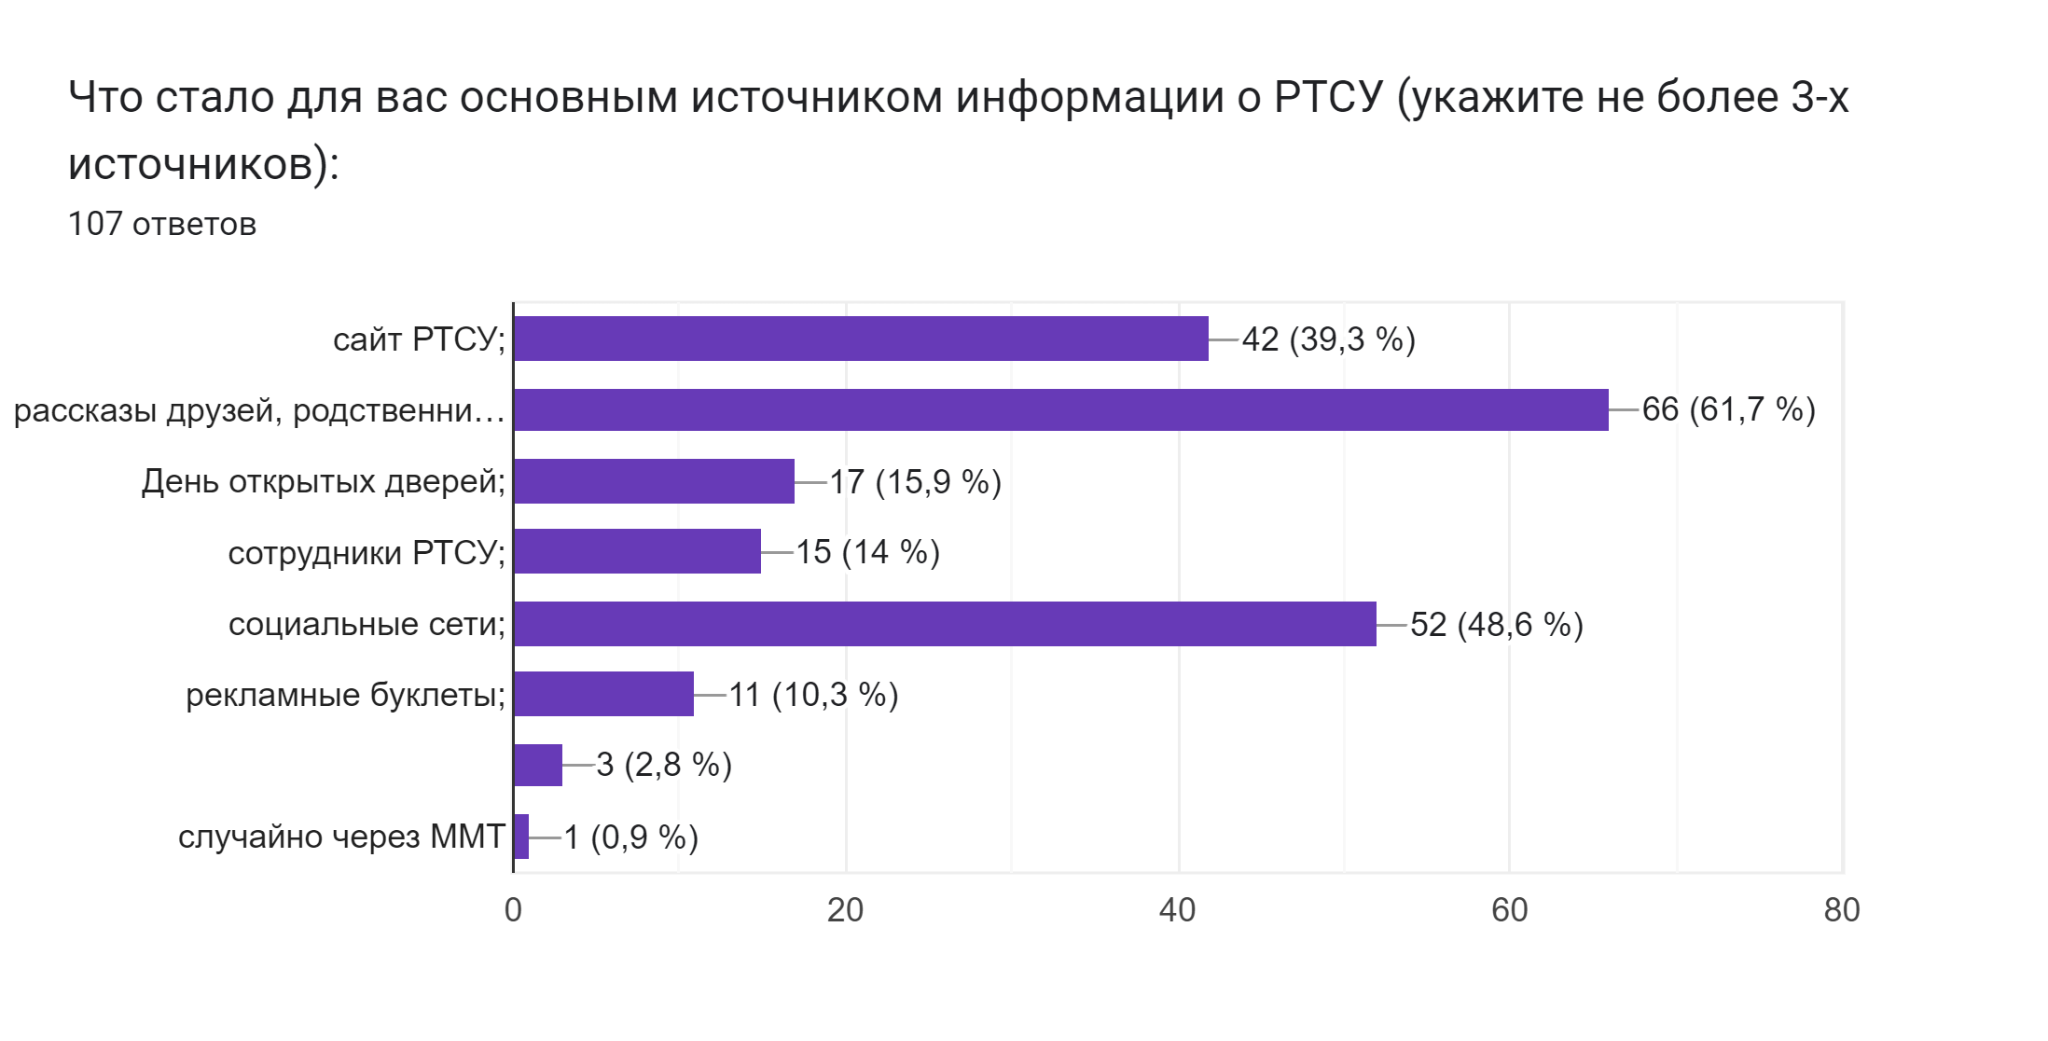 Что стало для вас основным источником информации о РТСУ (укажите не более 3-х
источников):
107 ответов
сайт РТСУ; 42 (39,3 %)
рассказы друзей, родственни… 66 (61,7 %)
День открытых дверей; 17 (15,9 %)
сотрудники РТСУ; 15 (14 %)
социальные сети; 52 (48,6 %)
рекламные буклеты; 11 (10,3 %)
3 (2,8 %)
случайно через ММТ 1 (0,9 %)
0 20 40 60 80